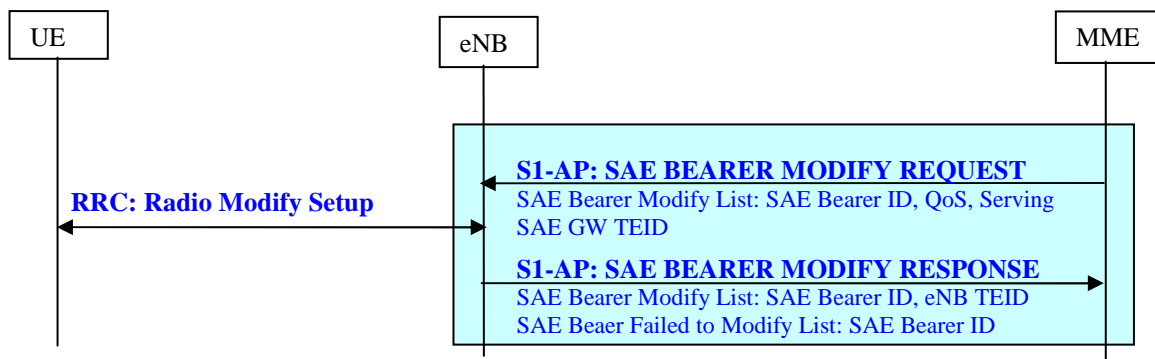 UE
eNB
MME
S1-AP: SAE BEARER MODIFY REQUEST
SAE Bearer Modify List: SAE Bearer ID, QoS, Serving
SAE GW TEID
RRC: Radio Modify Setup
S1-AP: SAE BEARER MODIFY RESPONSE
SAE Bearer Modify List: SAE Bearer ID, eNB TEID
SAE Beaer Failed to Modify List: SAE Bearer ID